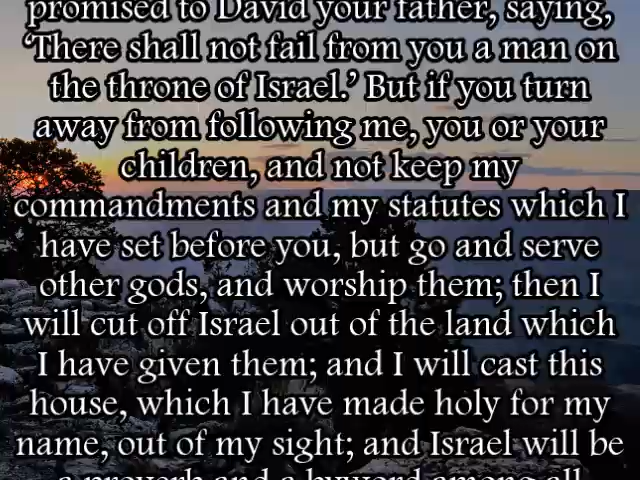 promised to David your father, saying,
‘There shall not fail from you a man on
the throne of Israel.’ But if you turn
away from following me, you or your
children, and not keep my
commandments and my statutes which I
have set before you, but go and serve
other gods, and worship them; then I
will cut off Israel out of the land which
I have given them; and I will cast this
house, which I have made holy for my
name, out of my sight; and Israel will be
a proverb and a byword among all